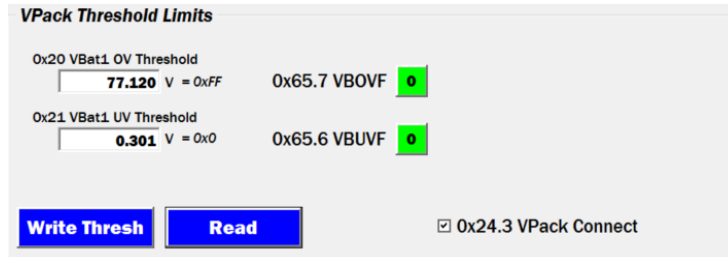 VPack Threshold Limits
0x20 VBat1 OV Threshold
77.120 V = 0xFF 0x65.7 VBOVF 0
0x21 VBat1 UV Threshold
0.301 V = 0x0 0x65.6 VBUVF 0
Write Thresh Read 0x24.3 VPack Connect